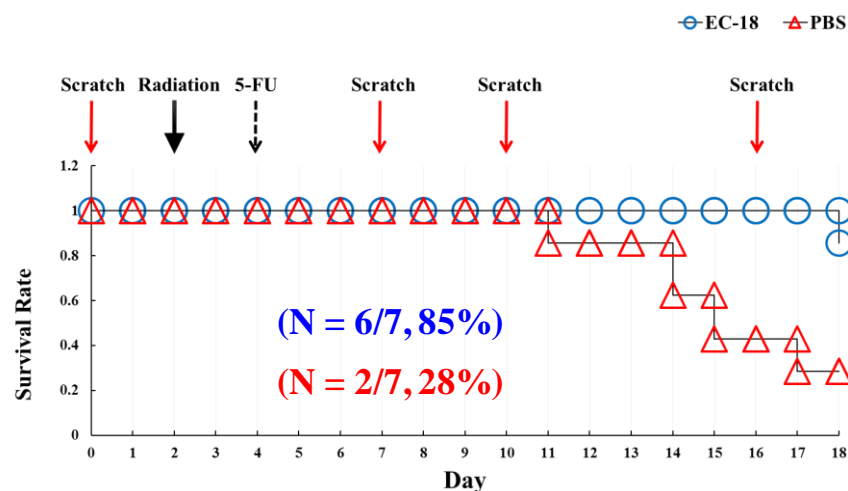 EC-18 PBS
Scratch Radiation 5-FU Scratch Scratch Scratch
1.2
1
0.8
0.6
0.4
0.2
0
Survival Rate
(N = 6/7, 85%)
(N = 2/7, 28%)
0 1 2 3 4 5 6 7 8 9 10 11 12 13 14 15 16 17 18
Day